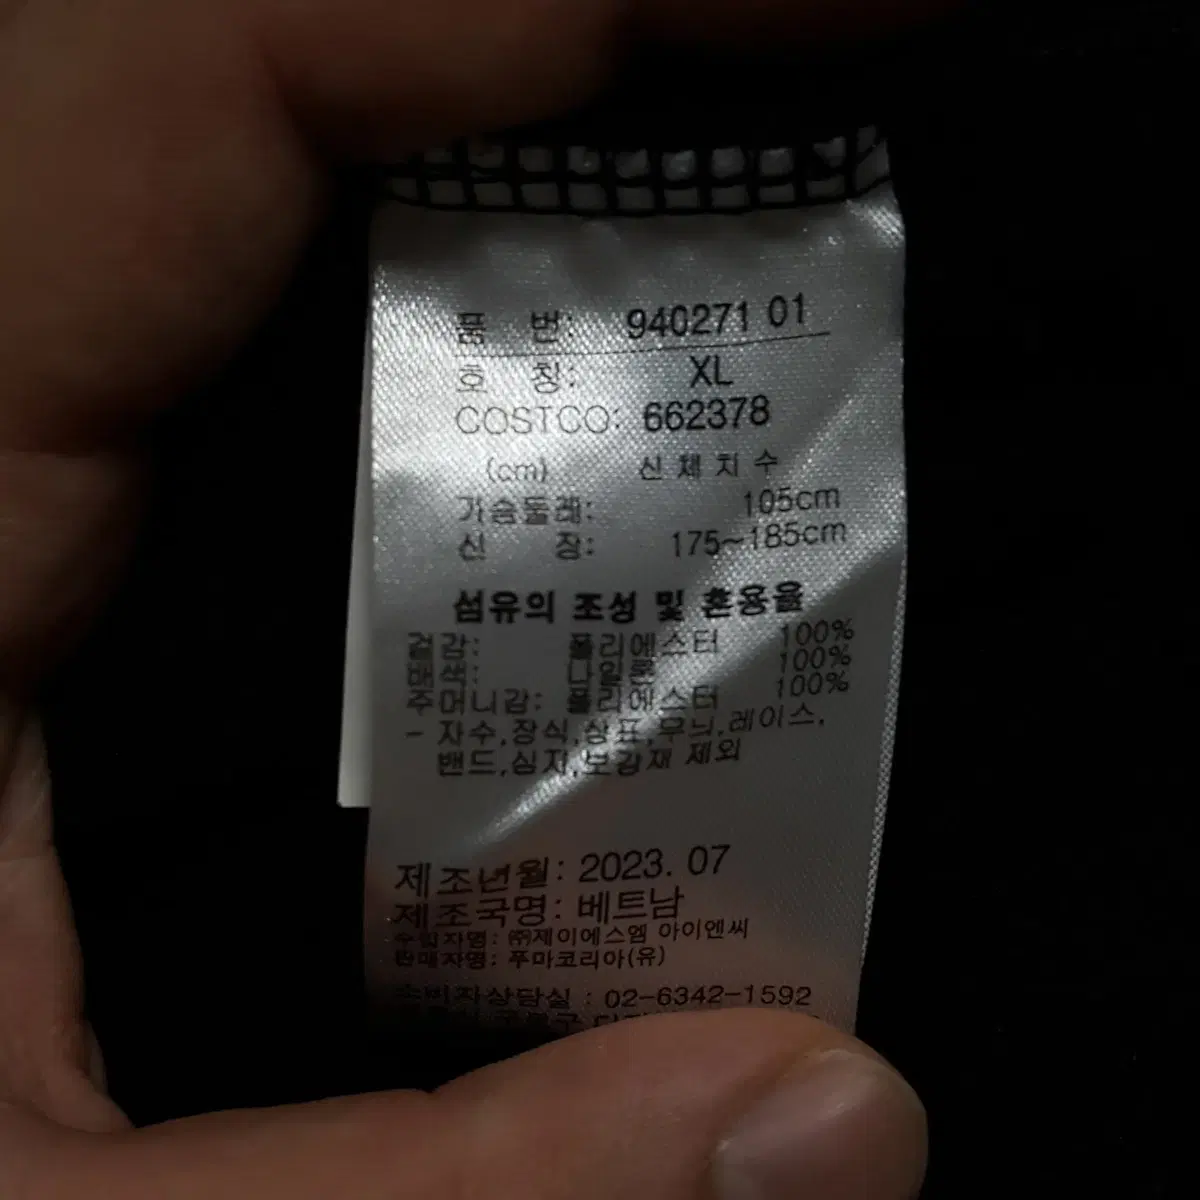 품 번: 940271 01
호 칭: XL
COSTCO: 662378
(cm) 신체치수
가슴둘레: 105cm
신 장: 175~185cm
섬유의 조성 및 혼용율
겉감: 폴리에스터 100%
배색: 나일론 100%
주머니감: 폴리에스터 100%
- 자수,장식,상표,무늬,레이스,
밴드,심지,보강재 제외
제조년월: 2023. 07
제조국명: 베트남
수입자명: ㈜제이에스엠 아이엔씨
판매자명: 푸마코리아(유)
소비자상담실 : 02-6342-1592